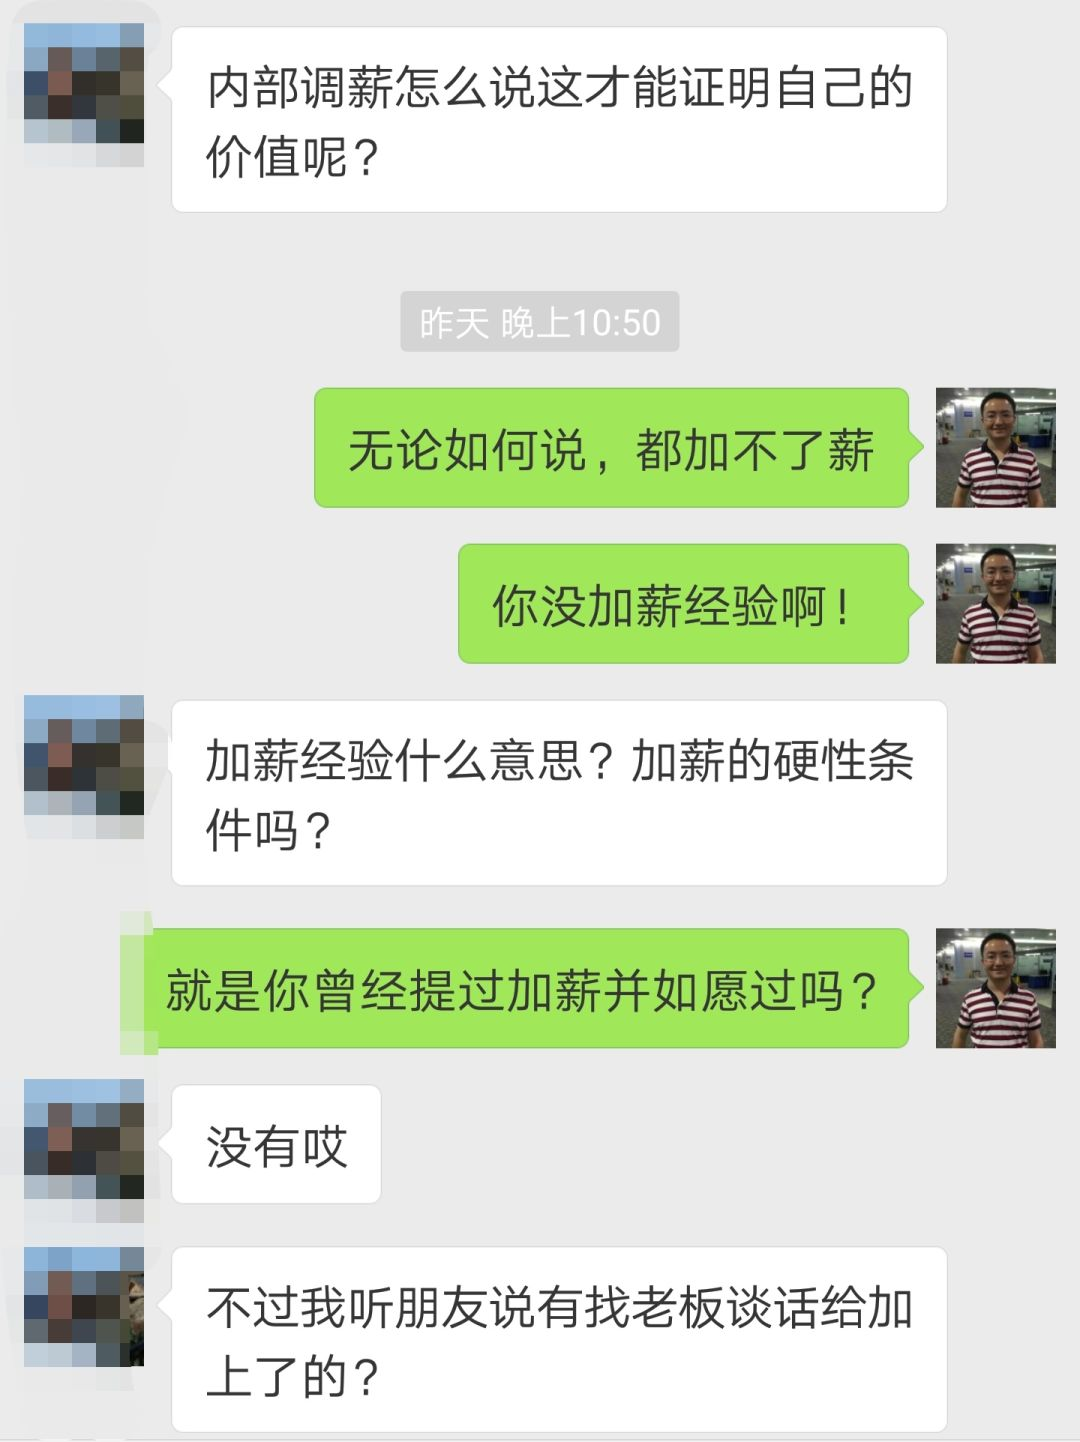 内部调薪怎么说这才能证明自己的
价值呢？
昨天 晚上10:50
无论如何说，都加不了薪
你没加薪经验啊！
加薪经验什么意思？加薪的硬性条
件吗？
就是你曾经提过加薪并如愿过吗？
没有哎
不过我听朋友说有找老板谈话给加
上了的？